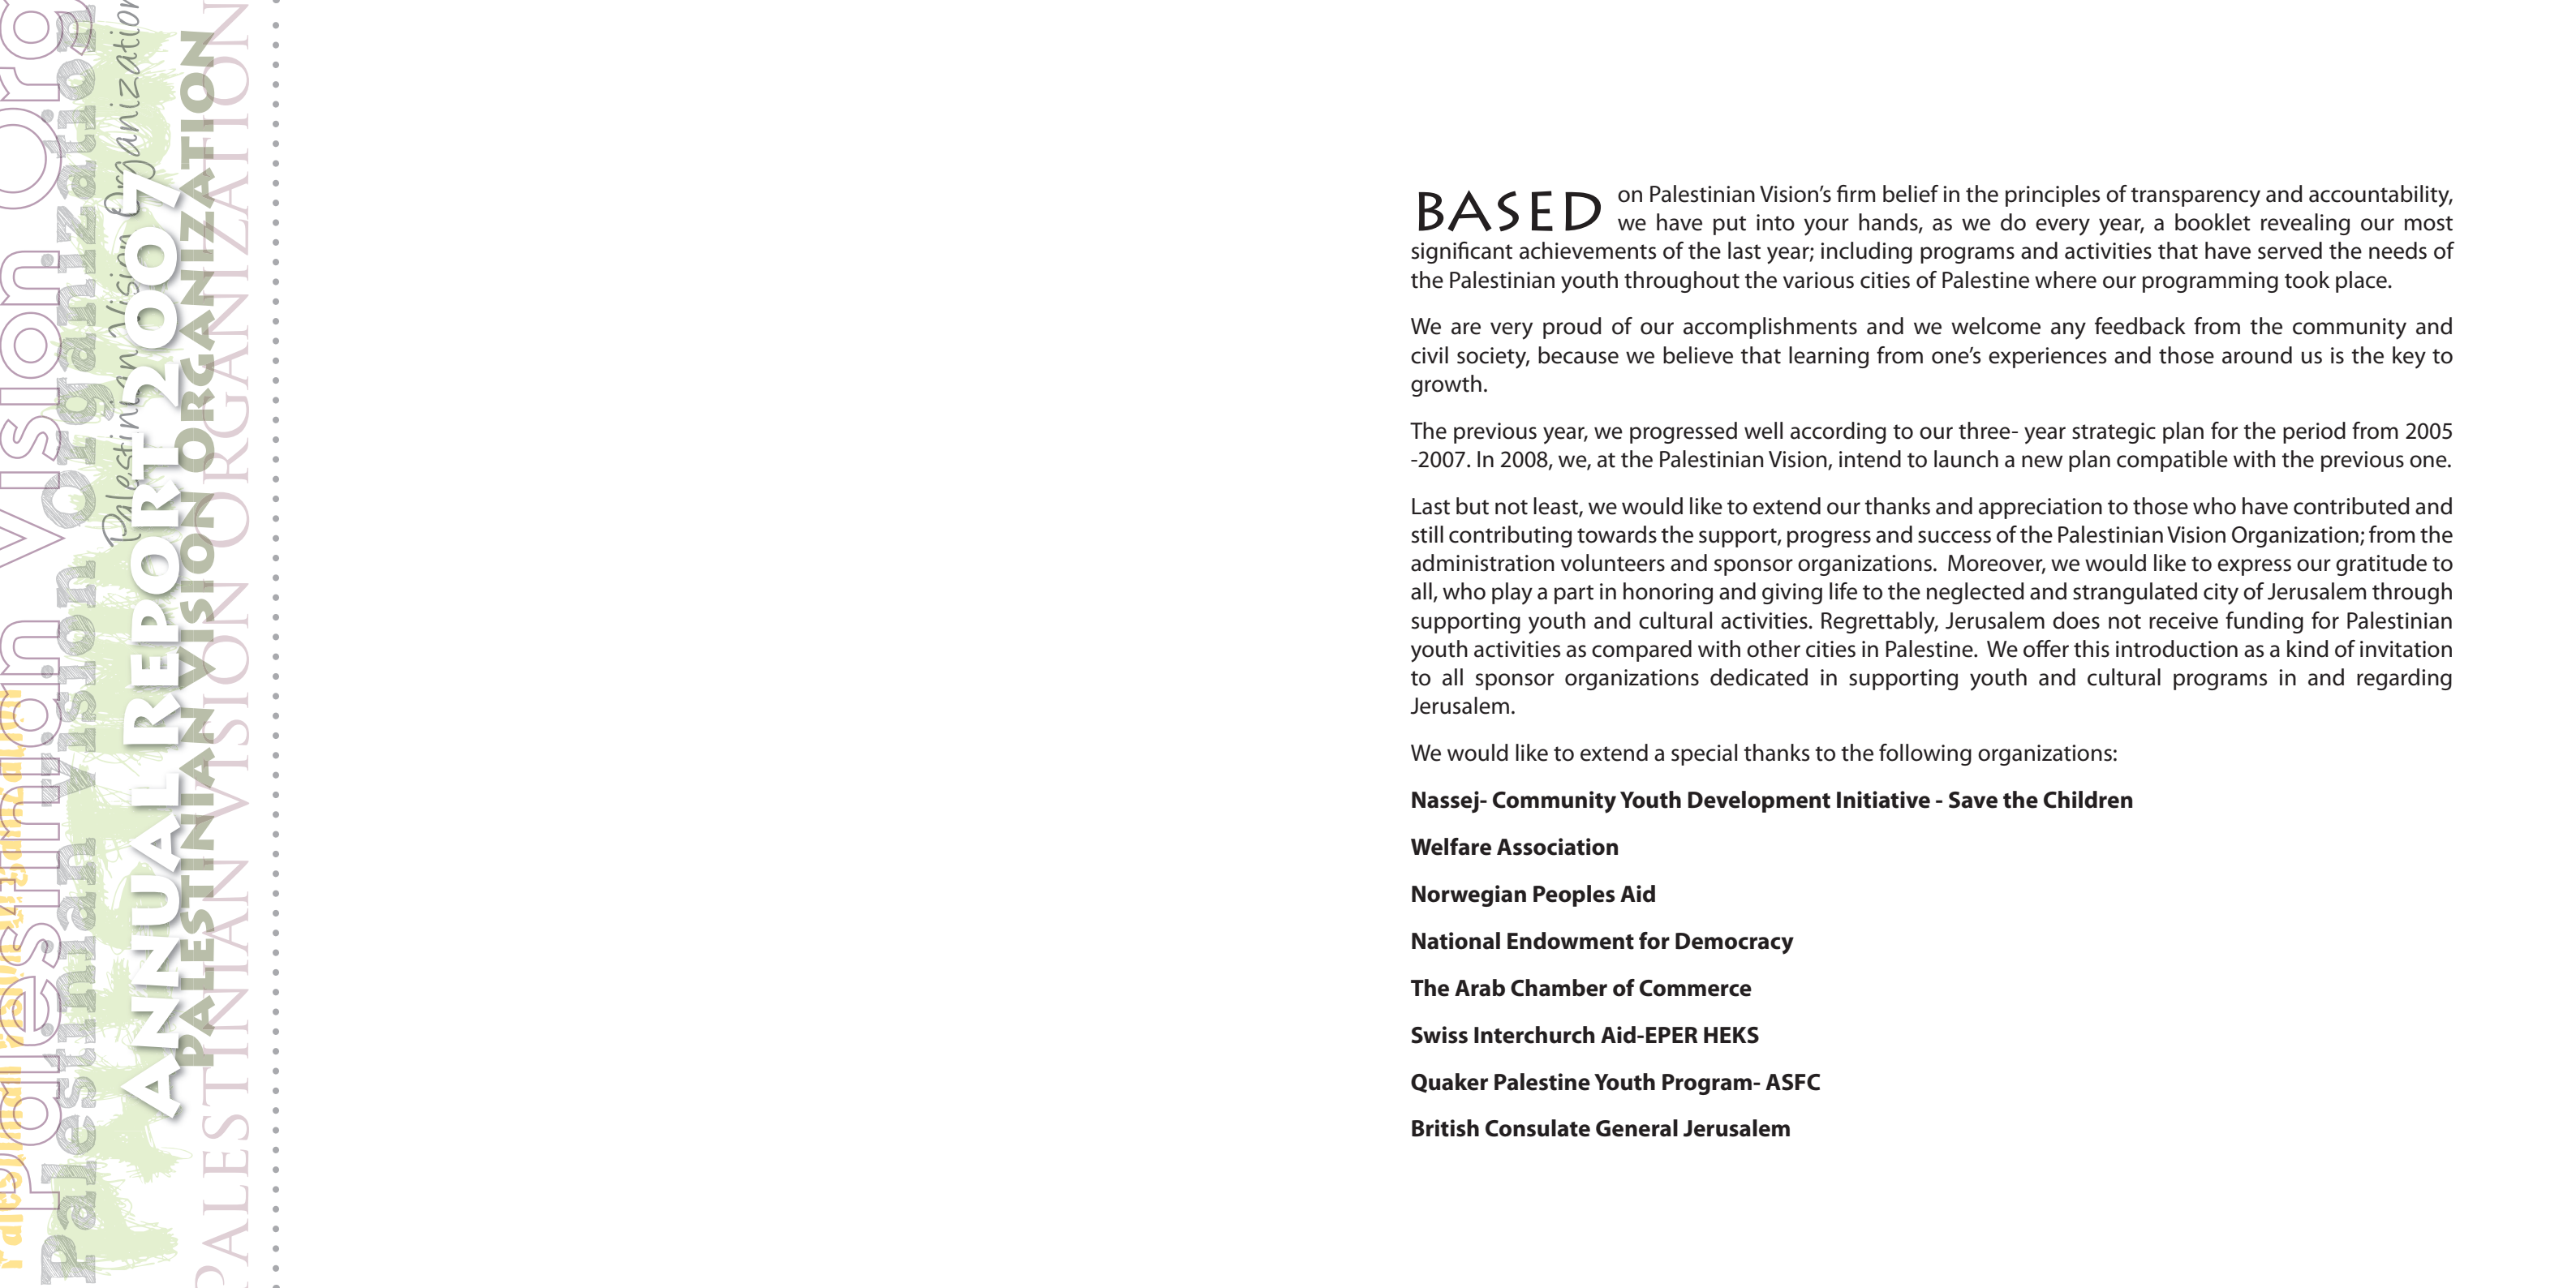 Palestinian Vision Org
Palestinian Vision Organization
Palestinian Vision Organization
ANNUAL REPORT 2007
PALESTINIAN VISION ORGANIZATION
PALESTINIAN VISION ORGANIZATION
BASED on Palestinian Vision’s firm belief in the principles of transparency and accountability,
we have put into your hands, as we do every year, a booklet revealing our most
significant achievements of the last year; including programs and activities that have served the needs of
the Palestinian youth throughout the various cities of Palestine where our programming took place.
We are very proud of our accomplishments and we welcome any feedback from the community and
civil society, because we believe that learning from one’s experiences and those around us is the key to
growth.
The previous year, we progressed well according to our three- year strategic plan for the period from 2005
-2007. In 2008, we, at the Palestinian Vision, intend to launch a new plan compatible with the previous one.
Last but not least, we would like to extend our thanks and appreciation to those who have contributed and
still contributing towards the support, progress and success of the Palestinian Vision Organization; from the
administration volunteers and sponsor organizations.  Moreover, we would like to express our gratitude to
all, who play a part in honoring and giving life to the neglected and strangulated city of Jerusalem through
supporting youth and cultural activities. Regrettably, Jerusalem does not receive funding for Palestinian
youth activities as compared with other cities in Palestine.  We offer this introduction as a kind of invitation
to all sponsor organizations dedicated in supporting youth and cultural programs in and regarding
Jerusalem.
We would like to extend a special thanks to the following organizations:
Nassej- Community Youth Development Initiative - Save the Children
Welfare Association
Norwegian Peoples Aid
National Endowment for Democracy
The Arab Chamber of Commerce
Swiss Interchurch Aid-EPER HEKS
Quaker Palestine Youth Program- ASFC
British Consulate General Jerusalem